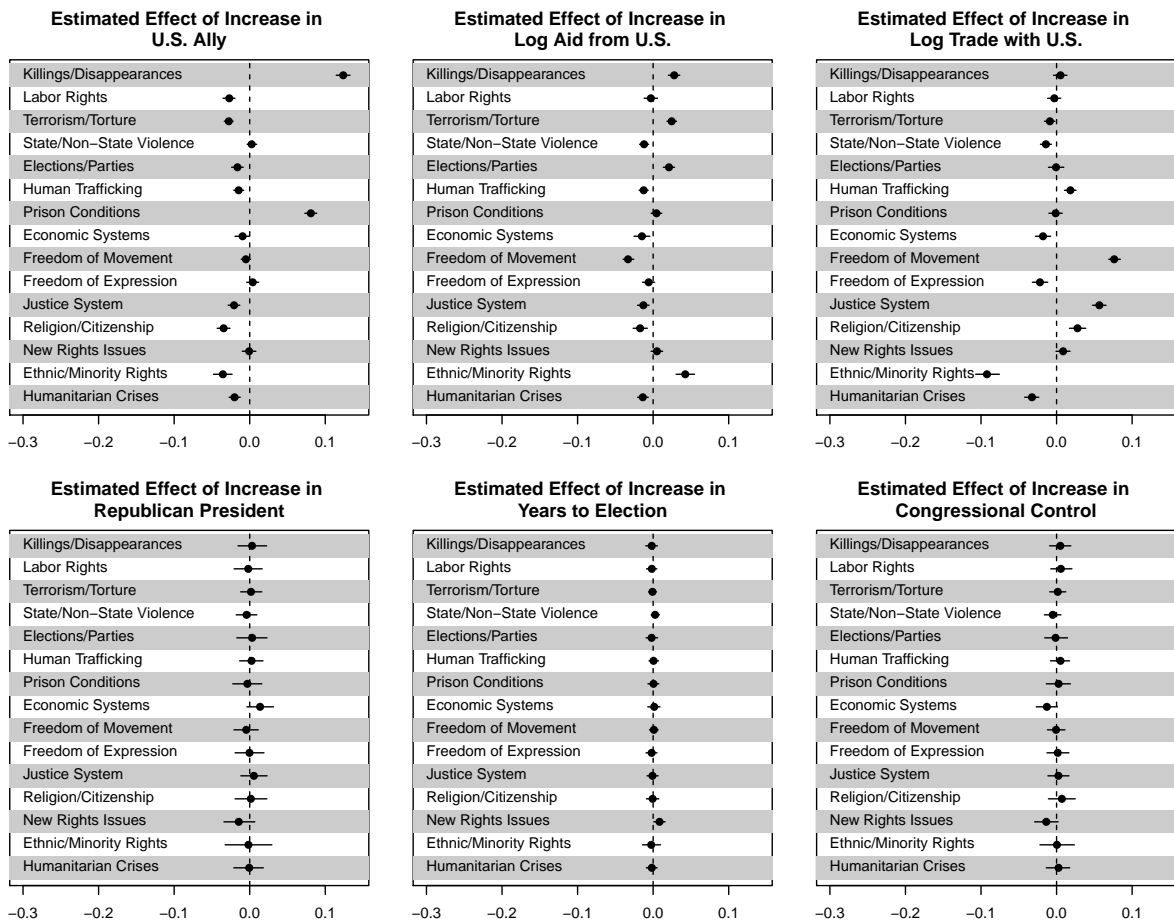 Estimated Effect of Increase in
U.S. Ally
Killings/Disappearances
Labor Rights
Terrorism/Torture
State/Non−State Violence
Elections/Parties
Human Trafficking
Prison Conditions
Economic Systems
Freedom of Movement
Freedom of Expression
Justice System
Religion/Citizenship
New Rights Issues
Ethnic/Minority Rights
Humanitarian Crises
−0.3 −0.2 −0.1 0.0 0.1
Estimated Effect of Increase in
Log Aid from U.S.
Killings/Disappearances
Labor Rights
Terrorism/Torture
State/Non−State Violence
Elections/Parties
Human Trafficking
Prison Conditions
Economic Systems
Freedom of Movement
Freedom of Expression
Justice System
Religion/Citizenship
New Rights Issues
Ethnic/Minority Rights
Humanitarian Crises
−0.3 −0.2 −0.1 0.0 0.1
Estimated Effect of Increase in
Log Trade with U.S.
Killings/Disappearances
Labor Rights
Terrorism/Torture
State/Non−State Violence
Elections/Parties
Human Trafficking
Prison Conditions
Economic Systems
Freedom of Movement
Freedom of Expression
Justice System
Religion/Citizenship
New Rights Issues
Ethnic/Minority Rights
Humanitarian Crises
−0.3 −0.2 −0.1 0.0 0.1
Estimated Effect of Increase in
Republican President
Killings/Disappearances
Labor Rights
Terrorism/Torture
State/Non−State Violence
Elections/Parties
Human Trafficking
Prison Conditions
Economic Systems
Freedom of Movement
Freedom of Expression
Justice System
Religion/Citizenship
New Rights Issues
Ethnic/Minority Rights
Humanitarian Crises
−0.3 −0.2 −0.1 0.0 0.1
Estimated Effect of Increase in
Years to Election
Killings/Disappearances
Labor Rights
Terrorism/Torture
State/Non−State Violence
Elections/Parties
Human Trafficking
Prison Conditions
Economic Systems
Freedom of Movement
Freedom of Expression
Justice System
Religion/Citizenship
New Rights Issues
Ethnic/Minority Rights
Humanitarian Crises
−0.3 −0.2 −0.1 0.0 0.1
Estimated Effect of Increase in
Congressional Control
Killings/Disappearances
Labor Rights
Terrorism/Torture
State/Non−State Violence
Elections/Parties
Human Trafficking
Prison Conditions
Economic Systems
Freedom of Movement
Freedom of Expression
Justice System
Religion/Citizenship
New Rights Issues
Ethnic/Minority Rights
Humanitarian Crises
−0.3 −0.2 −0.1 0.0 0.1